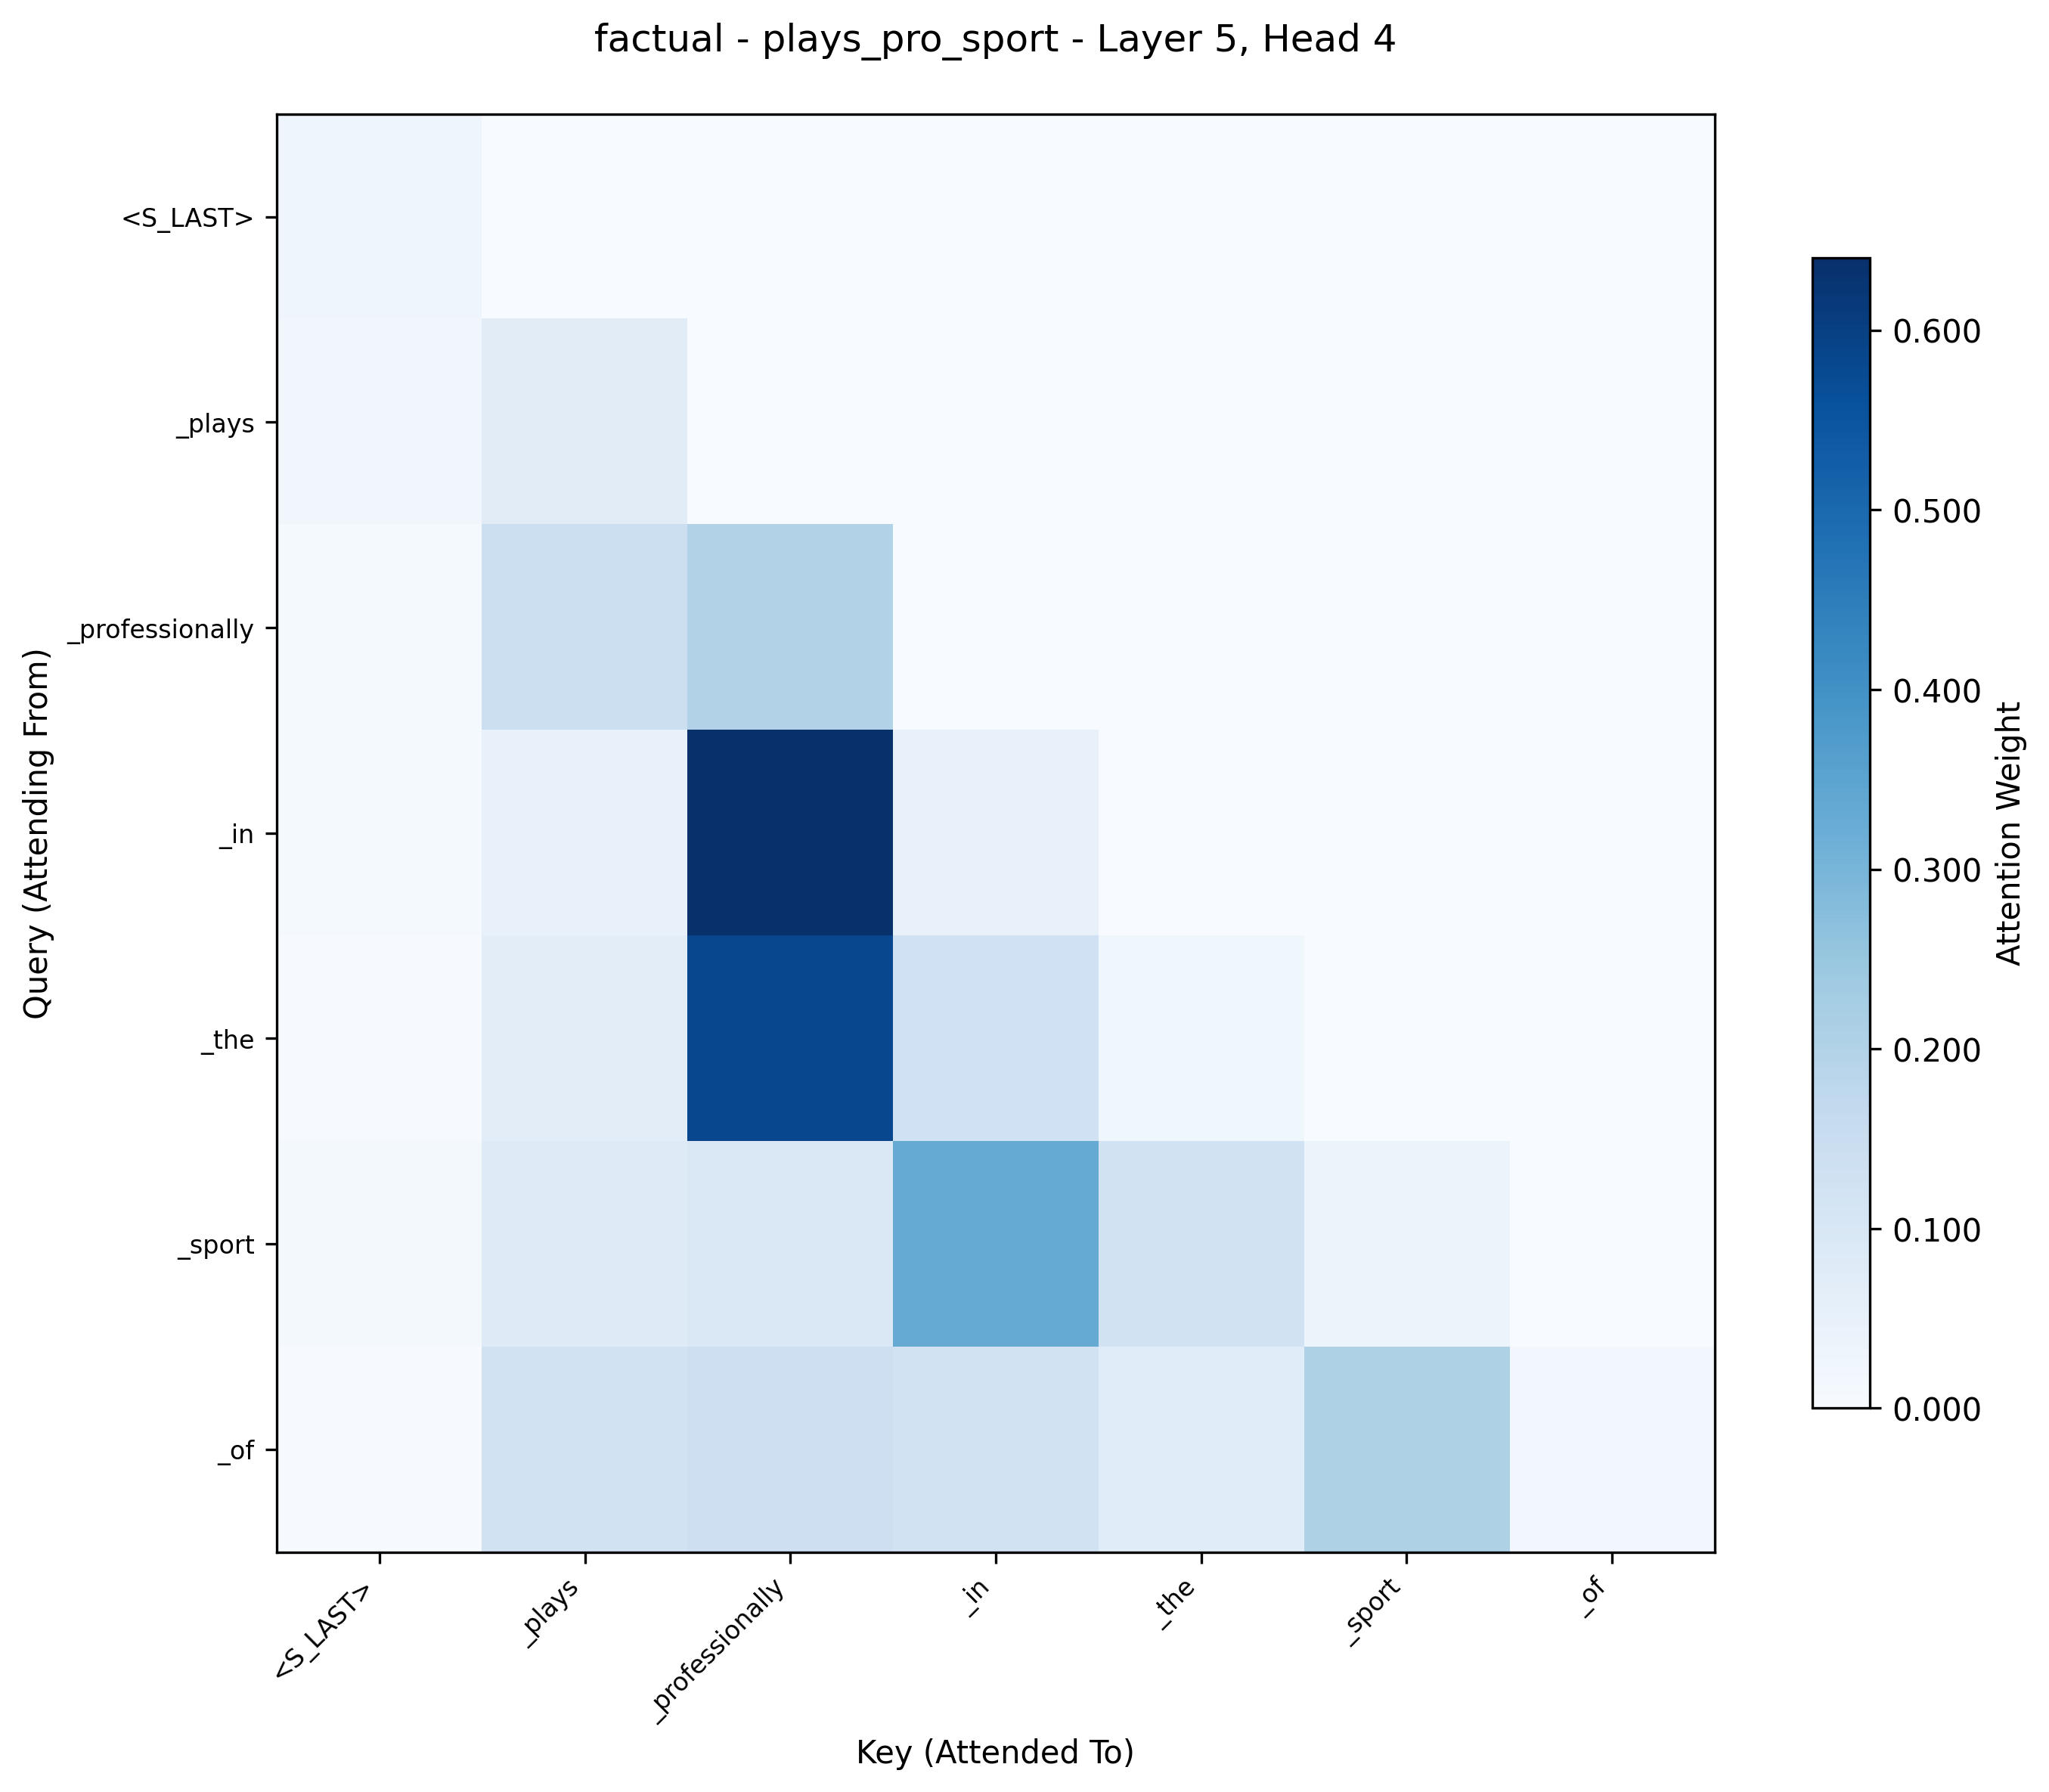 factual - plays_pro_sport - Layer 5, Head 4
Query (Attending From)
<S_LAST>
_plays
_professionally
_in
_the
_sport
_of
<S_LAST>
_plays
_professionally
_in
_the
_sport
_of
Key (Attended To)
0.600
0.500
0.400
0.300
0.200
0.100
0.000
Attention Weight